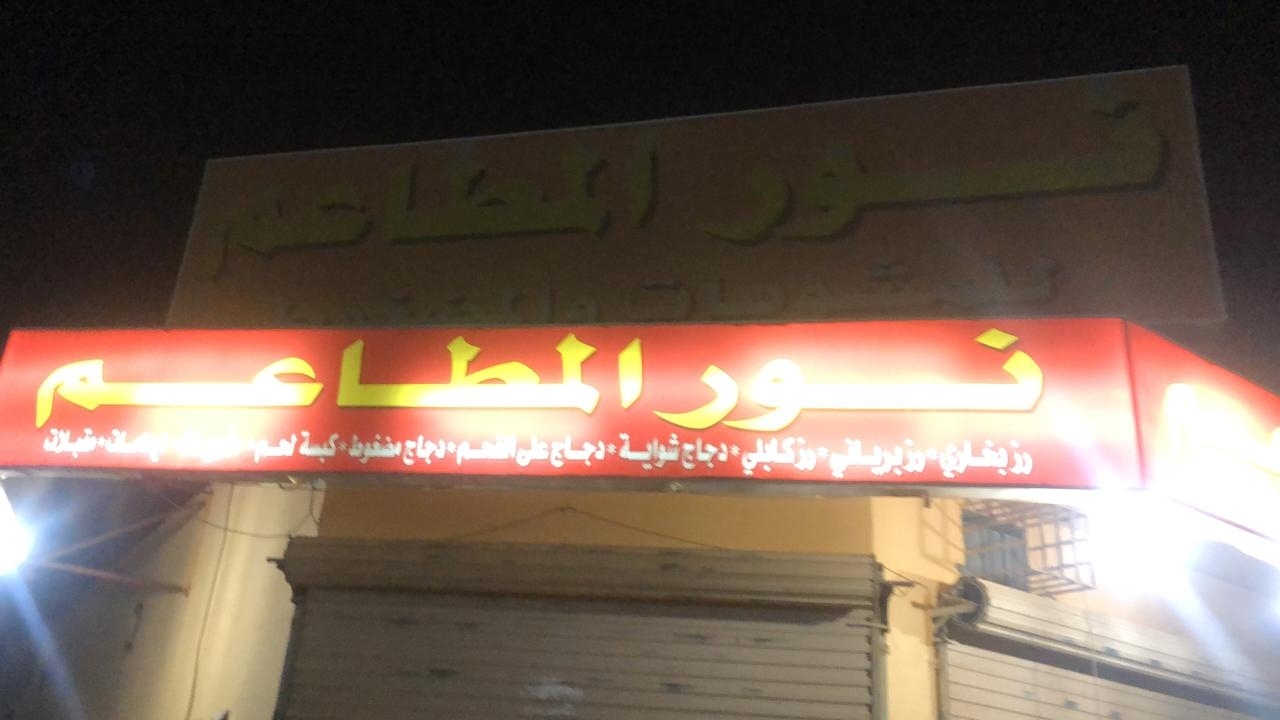 نور المطاعم
نور المطاعم
رز بخاري * رز برياني * رز كابلي * دجاج شواية * دجاج على الفحم * دجاج مضغوط * كبسة لحم * مقبلات